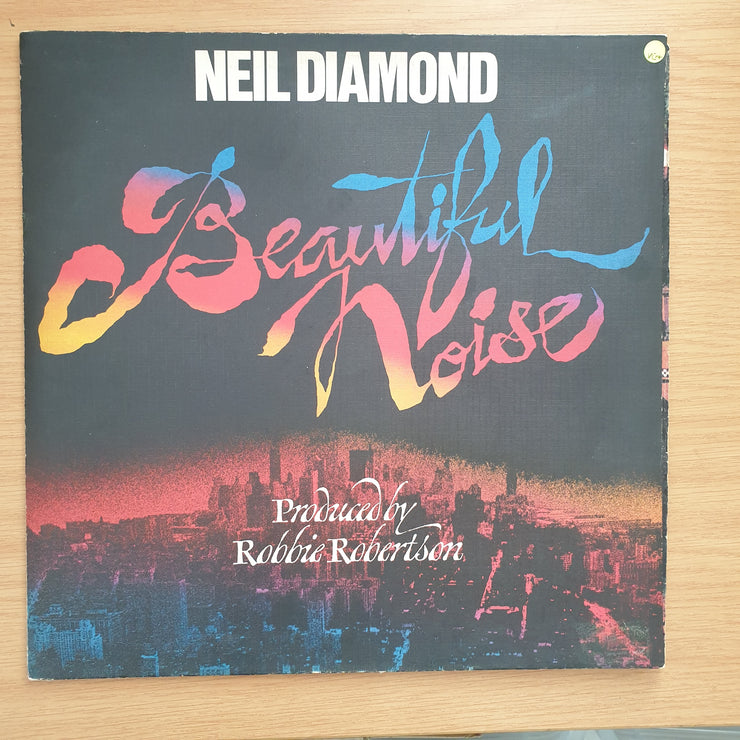 NEIL DIAMOND
Beautiful
Noise
Produced by
Robbie Robertson